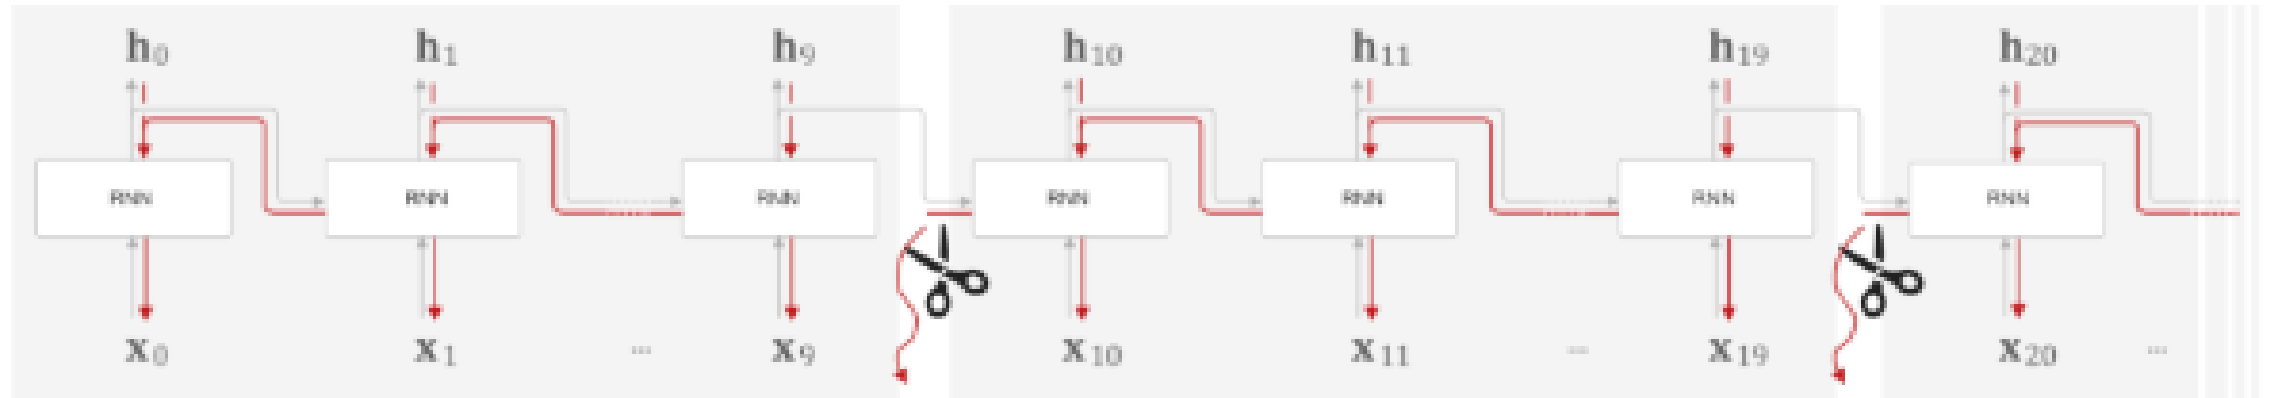 h0 h1 h9 h10 h11 h19 h20
RNN RNN RNN RNN RNN RNN RNN
x0 x1 ... x9 x10 x11 ... x19 x20 ...